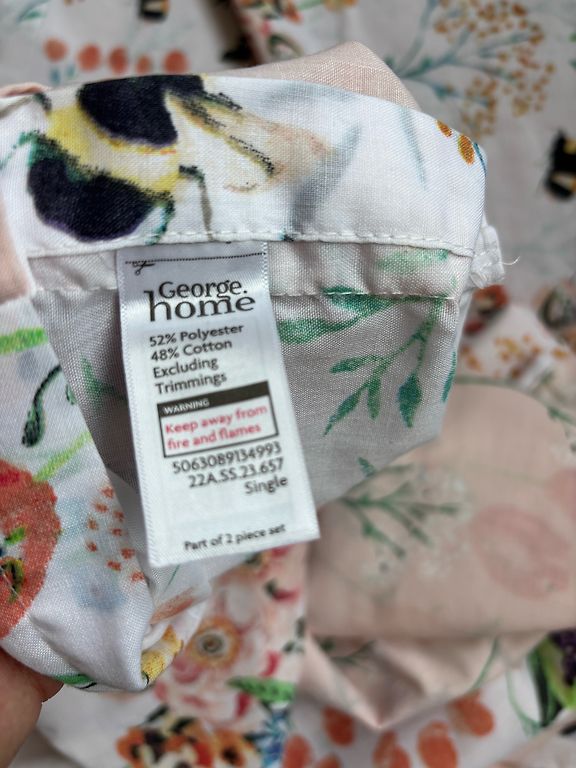 George.
home
52% Polyester
48% Cotton
Excluding
Trimmings
WARNING
Keep away from
fire and flames
5063089134993
22A.SS.23.657
Single
Part of 2 piece set